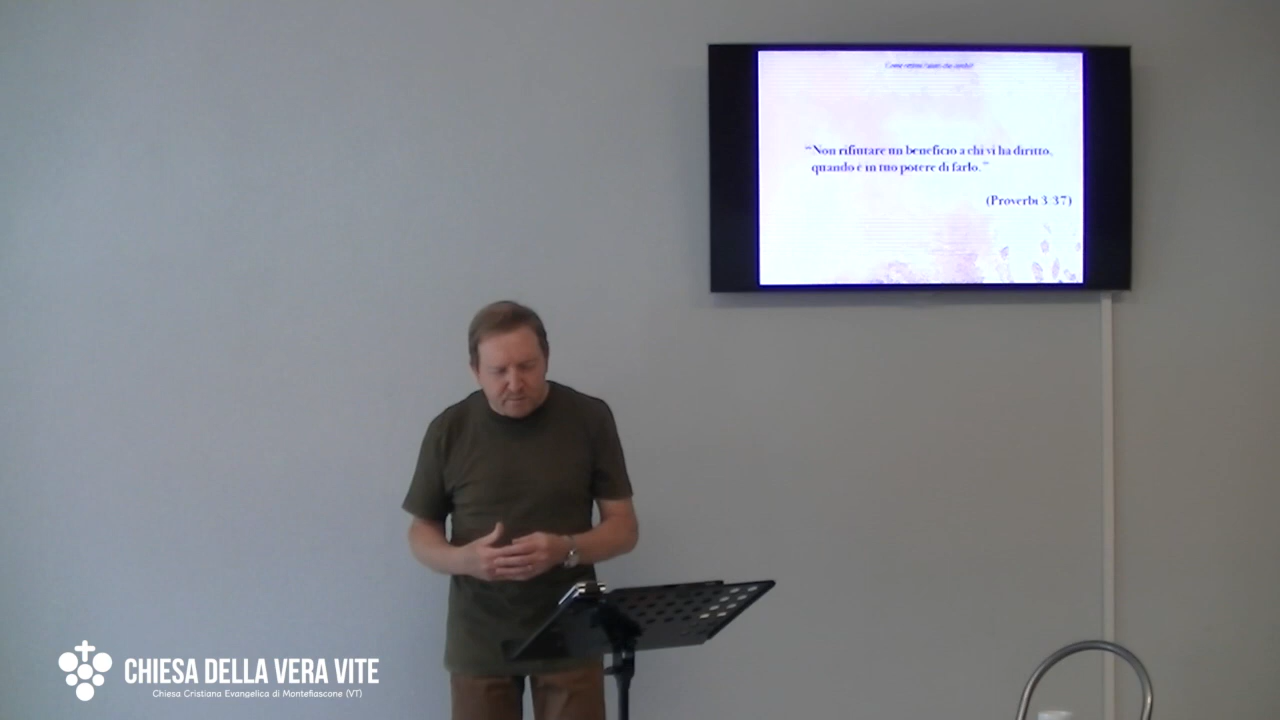 “Non rifiutare un beneficio a chi vi ha diritto,
quando è in tuo potere di farlo.”
(Proverbi 3:37)
CHIESA DELLA VERA VITE
Chiesa Cristiana Evangelica di Montefiascone (VT)